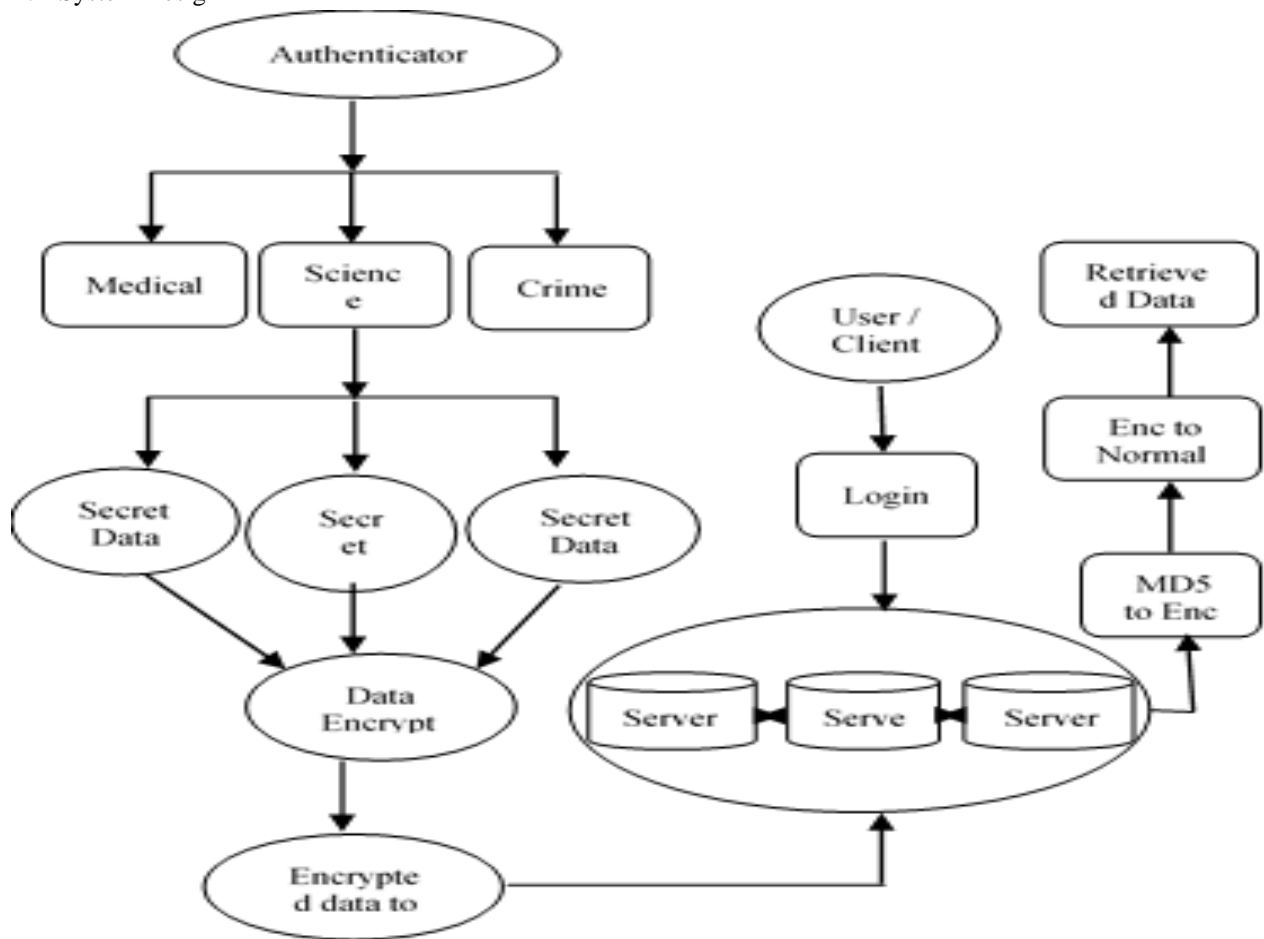 Authenticator
Medical
Scienc
e
Crime
Secret
Data
Secr
et
Secret
Data
Data
Encrypt
Encrypte
d data to
User /
Client
Login
Server
Serve
Server
MD5
to Enc
Enc to
Normal
Retrieve
d Data